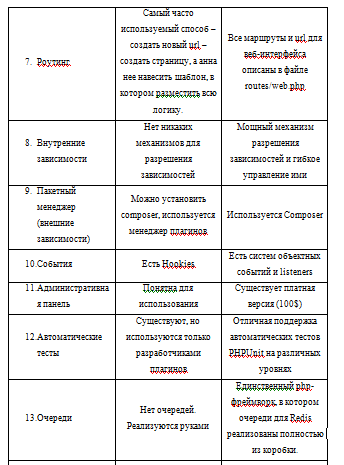 7. Роутинг.
Самый часто
используемый способ –
создать новый url –
создать страницу, а анна
нее навесить шаблон, в
котором разместить всю
логику.
Все маршруты и url для
веб-интерфейса
описаны в файле
routes/web.php
8. Внутренние
зависимости
Нет никаких
механизмов для
разрешения
зависимостей
Мощный механизм
разрешения
зависимостей и гибкое
управление ими
9. Пакетный
менеджер
(внешние
зависимости)
Можно установить
composer, используется
менеджер плагинов.
Используется Composer
10.События
Есть Hookies.
Есть систем объектных
событий и listeners
11.Административна
я панель
Понятна для
использования
Существует платная
версия (100$)
12.Автоматические
тесты
Существуют, но
используются только
разработчиками
плагинов.
Отличная поддержка
автоматических тестов
PHPUnit на различных
уровнях
13.Очереди
Нет очередей.
Реализуются руками
Единственный php-
фреймворк, в котором
очереди для Redis
реализованы полностью
из коробки.